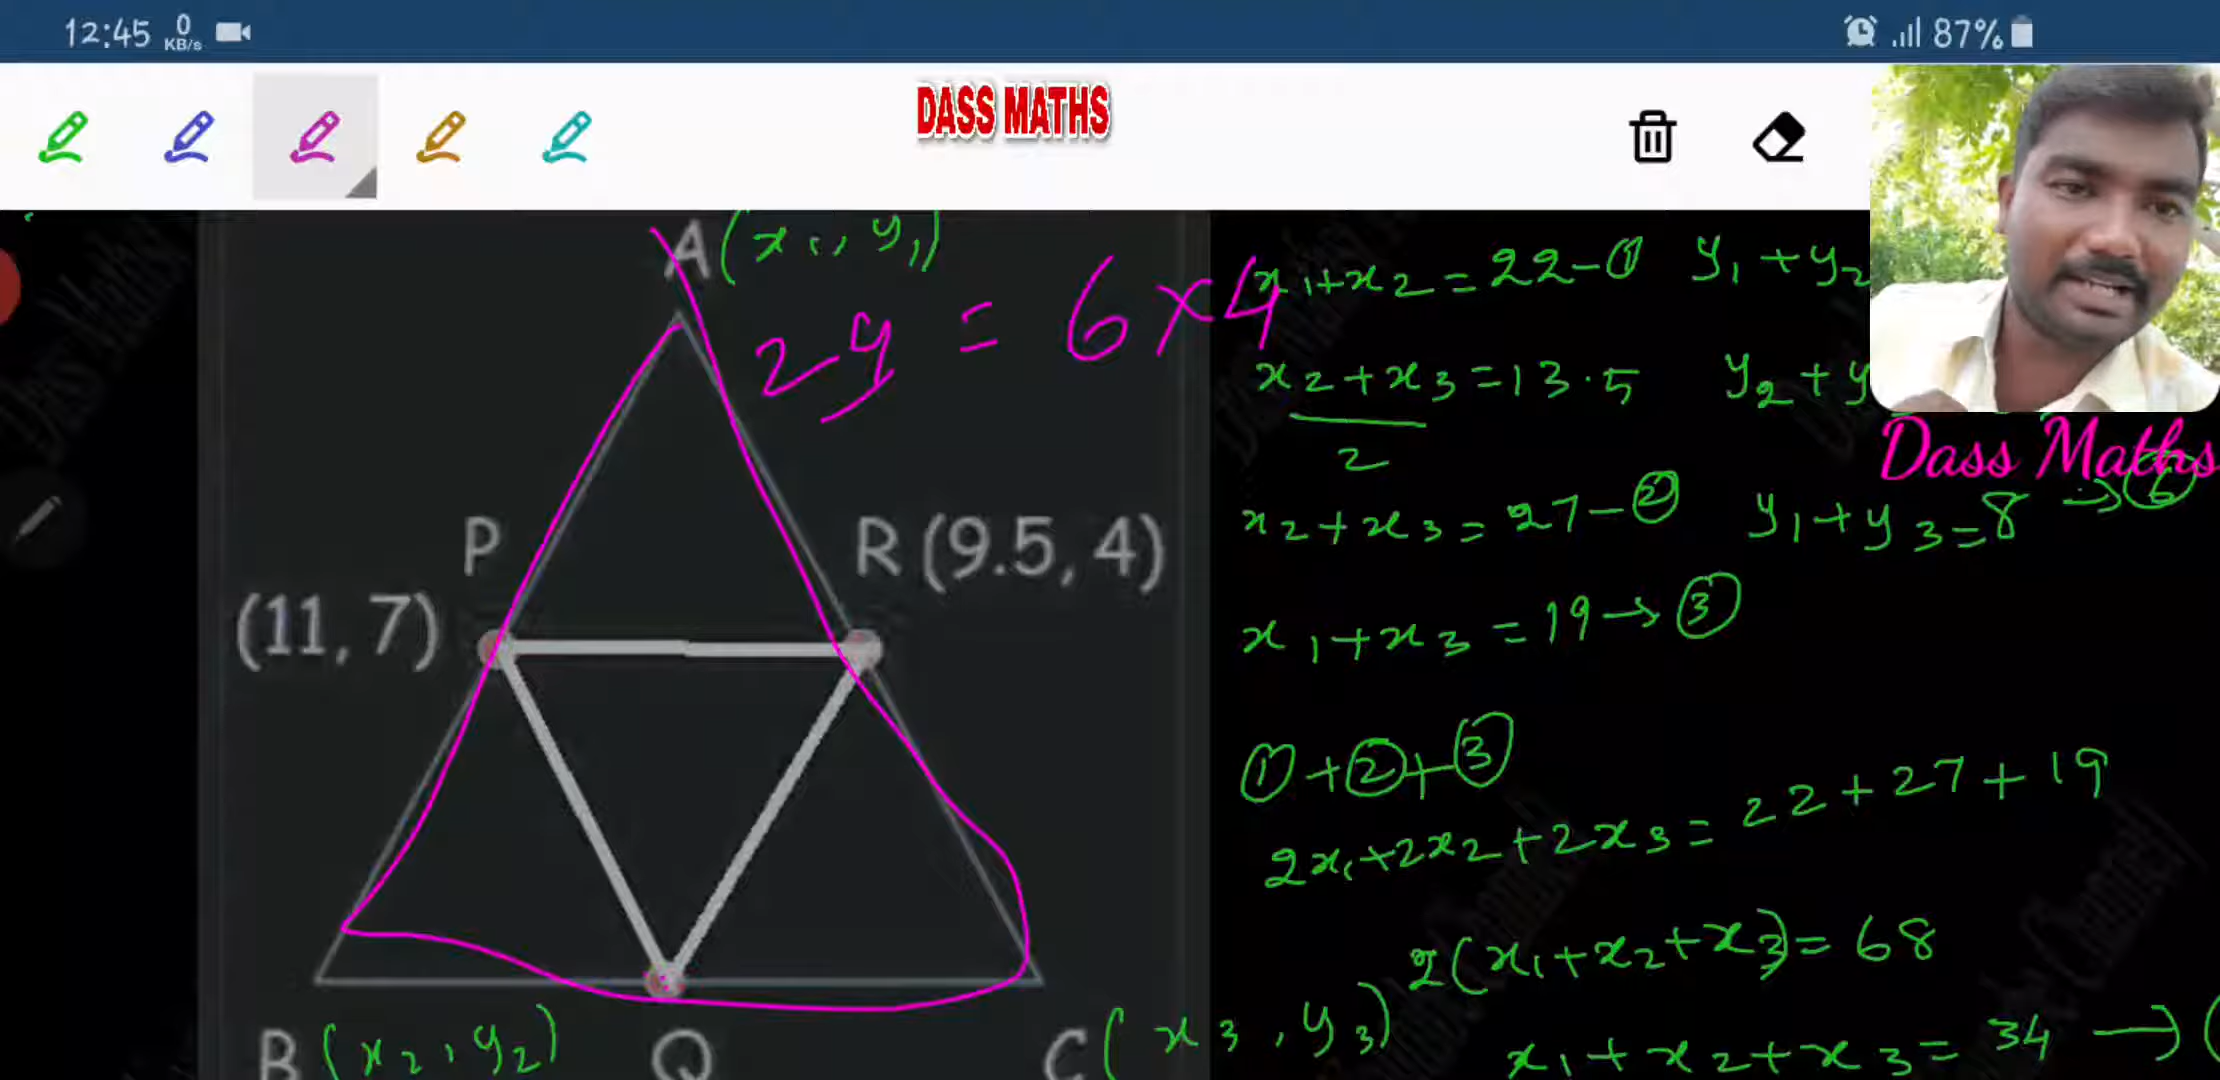 12:45 0 KB/s 87%
DASS MATHS
A(x₁, y₁)
2y = 6×4
x₁+x₂ = 22-① y₁+y₂
x₂+x₃ = 13.5 y₂+y
2
Dass Maths
P
R (9.5, 4)
x₂+x₃ = 27-② y₁+y₃=8 → ⑥
(11, 7)
x₁+x₃ = 19 → ③
①+②+③
2x₁+2x₂+2x₃ = 22+27+19
2(x₁+x₂+x₃) = 68
B(x₂, y₂) Q C(x₃, y₃)
x₁+x₂+x₃ = 34 → (